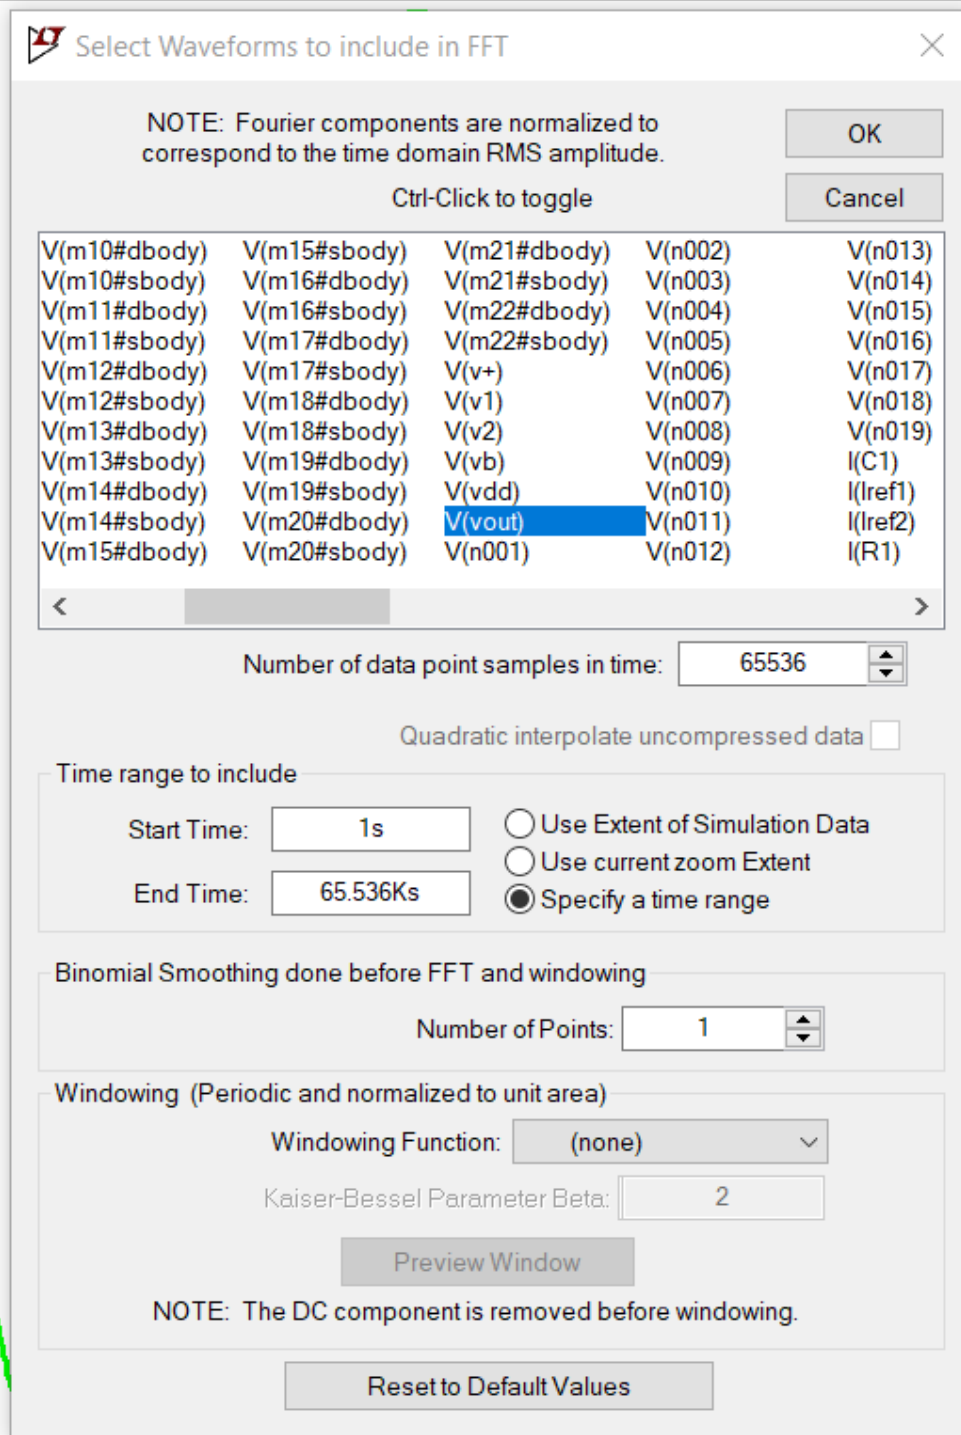 Select Waveforms to include in FFT
NOTE: Fourier components are normalized to
correspond to the time domain RMS amplitude.
OK
Ctrl-Click to toggle
Cancel
V(m10#dbody) V(m15#sbody) V(m21#dbody) V(n002) V(n013)
V(m10#sbody) V(m16#dbody) V(m21#sbody) V(n003) V(n014)
V(m11#dbody) V(m16#sbody) V(m22#dbody) V(n004) V(n015)
V(m11#sbody) V(m17#dbody) V(m22#sbody) V(n005) V(n016)
V(m12#dbody) V(m17#sbody) V(v+) V(n006) V(n017)
V(m12#sbody) V(m18#dbody) V(v1) V(n007) V(n018)
V(m13#dbody) V(m18#sbody) V(v2) V(n008) V(n019)
V(m13#sbody) V(m19#dbody) V(vb) V(n009) I(C1)
V(m14#dbody) V(m19#sbody) V(vdd) V(n010) I(Iref1)
V(m14#sbody) V(m20#dbody) V(vout) V(n011) I(Iref2)
V(m15#dbody) V(m20#sbody) V(n001) V(n012) I(R1)
Number of data point samples in time: 65536
Quadratic interpolate uncompressed data
Time range to include
Start Time: 1s
Use Extent of Simulation Data
Use current zoom Extent
End Time: 65.536Ks
Specify a time range
Binomial Smoothing done before FFT and windowing
Number of Points: 1
Windowing (Periodic and normalized to unit area)
Windowing Function: (none)
Kaiser-Bessel Parameter Beta: 2
Preview Window
NOTE: The DC component is removed before windowing.
Reset to Default Values